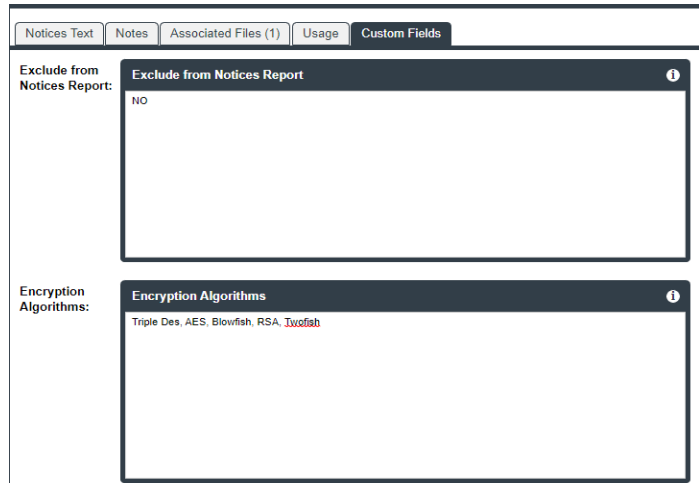 Notices Text Notes Associated Files (1) Usage Custom Fields
Exclude from
Notices Report:
Exclude from Notices Report
NO
Encryption
Algorithms:
Encryption Algorithms
Triple Des, AES, Blowfish, RSA, Twofish